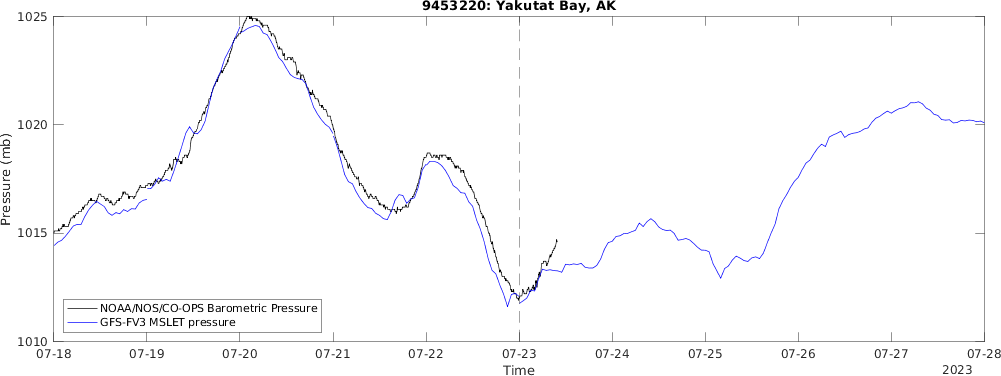 9453220: Yakutat Bay, AK
1025
1020
1015
1010
Pressure (mb)
NOAA/NOS/CO-OPS Barometric Pressure
GFS-FV3 MSLET pressure
07-18 07-19 07-20 07-21 07-22 07-23 07-24 07-25 07-26 07-27 07-28
Time
2023